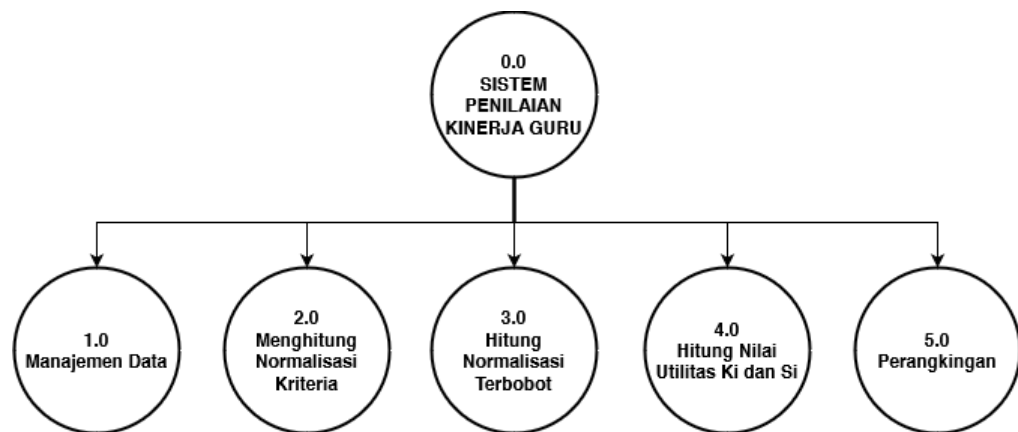 0.0
SISTEM
PENILAIAN
KINERJA GURU
1.0
Manajemen Data
2.0
Menghitung
Normalisasi
Kriteria
3.0
Hitung
Normalisasi
Terbobot
4.0
Hitung Nilai
Utilitas Ki dan Si
5.0
Perangkingan